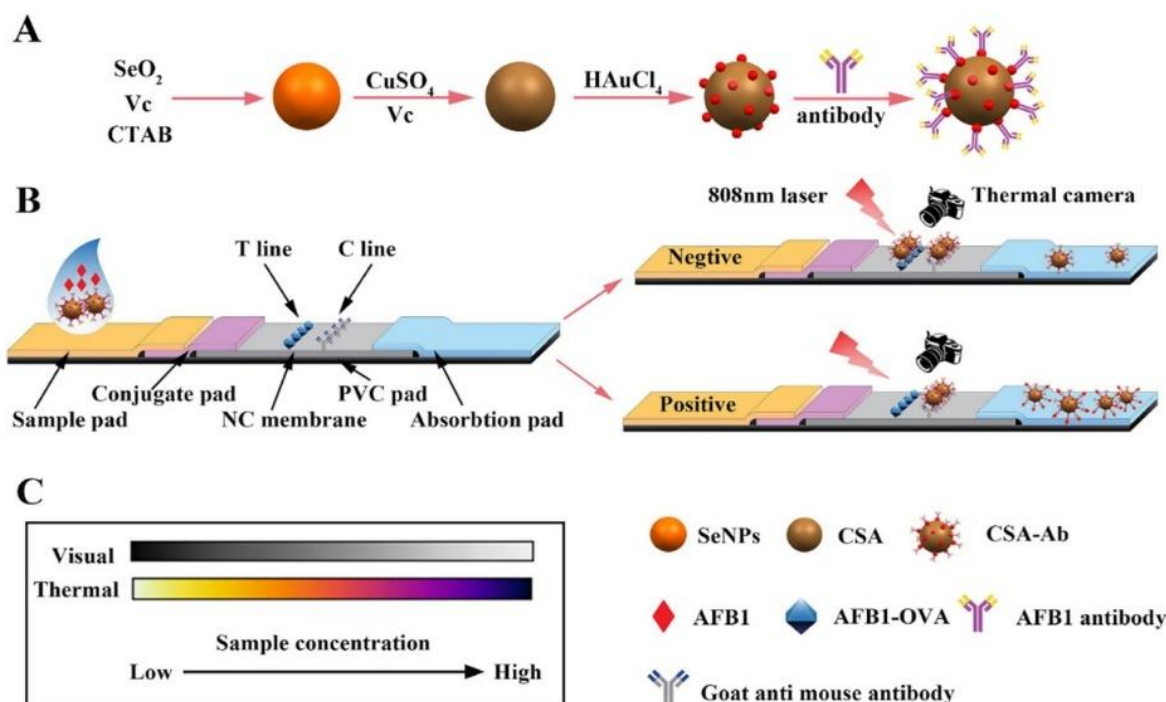 A
SeO₂
Vc
CTAB
CuSO₄
Vc
HAuCl₄
antibody
B
T line
C line
Conjugate pad
Sample pad
NC membrane
PVC pad
Absorbtion pad
808nm laser
Thermal camera
Negtive
Positive
C
Visual
Thermal
Sample concentration
Low
High
SeNPs
CSA
CSA-Ab
AFB1
AFB1-OVA
AFB1 antibody
Goat anti mouse antibody